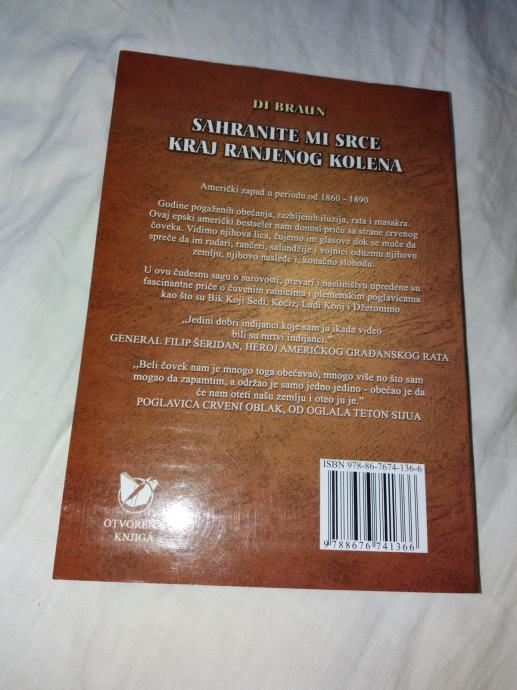 DI BRAUN
SAHRANITE MI SRCE
KRAJ RANJENOG KOLENA
Američki zapad u periodu od 1860 - 1890.
Godine pogaženih obećanja, razbijenih iluzija, rata i masakra.
Ovaj epski američki bestseler nam donosi priču sa strane crvenog
čoveka. Vidimo njihova lica, čujemo im glasove dok se muče da
spreče da im rudari, rančeri, salundžije i vojnici oduzmu njihovu
zemlju, njihovo nasleđe i, konačno slobodu.
U ovu čudesnu sagu o surovosti, prevari i nasilništvu upredene su
fascinantne priče o čuvenim ratnicima i plemenskim poglavicama
kao što su Bik Koji Sedi, Kočiz, Ludi Konj i Džeronimo
„Jedini dobri indijanci koje sam ja ikada video
bili su mrtvi indijanci.”
GENERAL FILIP ŠERIDAN, HEROJ AMERIČKOG GRAĐANSKOG RATA
,,Beli čovek nam je mnogo toga obećavao, mnogo više no što sam
mogao da zapamtim, a održao je samo jedno jedino - obećao je da
će nam oteti našu zemlju i oteo ju je.”
POGLAVICA CRVENI OBLAK, OD OGLALA TETON SIJUA
ISBN 978-86-7674-136-6
9 788676 741366
OTVORENA
KNJIGA